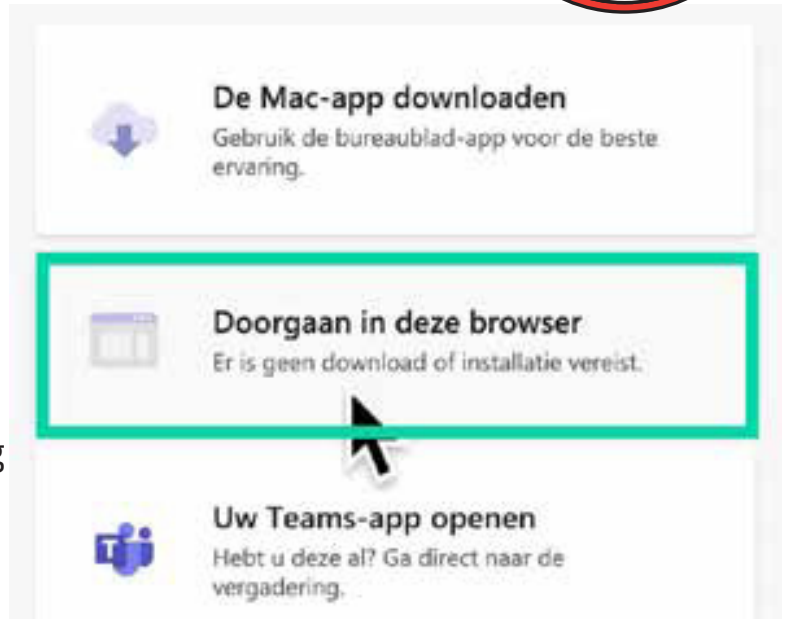 De Mac-app downloaden
Gebruik de bureaublad-app voor de beste
ervaring.
Doorgaan in deze browser
Er is geen download of installatie vereist.
g
Uw Teams-app openen
Hebt u deze al? Ga direct naar de
vergadering.